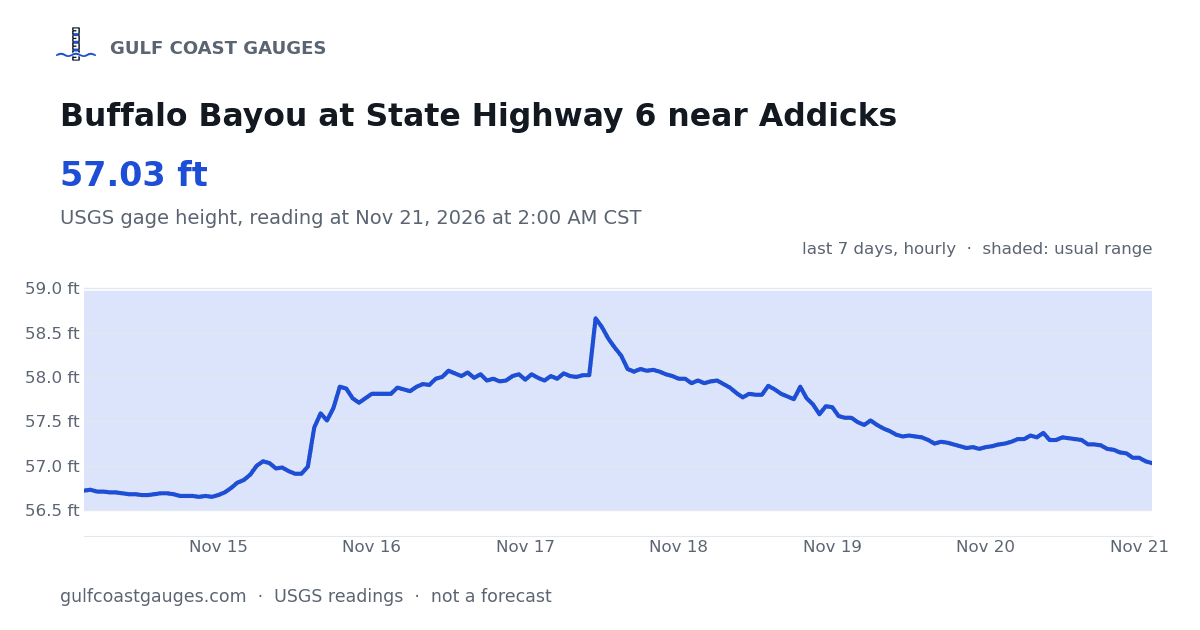 GULF COAST GAUGES
Buffalo Bayou at State Highway 6 near Addicks
57.03 ft
USGS gage height, reading at Nov 21, 2026 at 2:00 AM CST
last 7 days, hourly · shaded: usual range
59.0 ft
58.5 ft
58.0 ft
57.5 ft
57.0 ft
56.5 ft
Nov 15 Nov 16 Nov 17 Nov 18 Nov 19 Nov 20 Nov 21
gulfcoastgauges.com · USGS readings · not a forecast